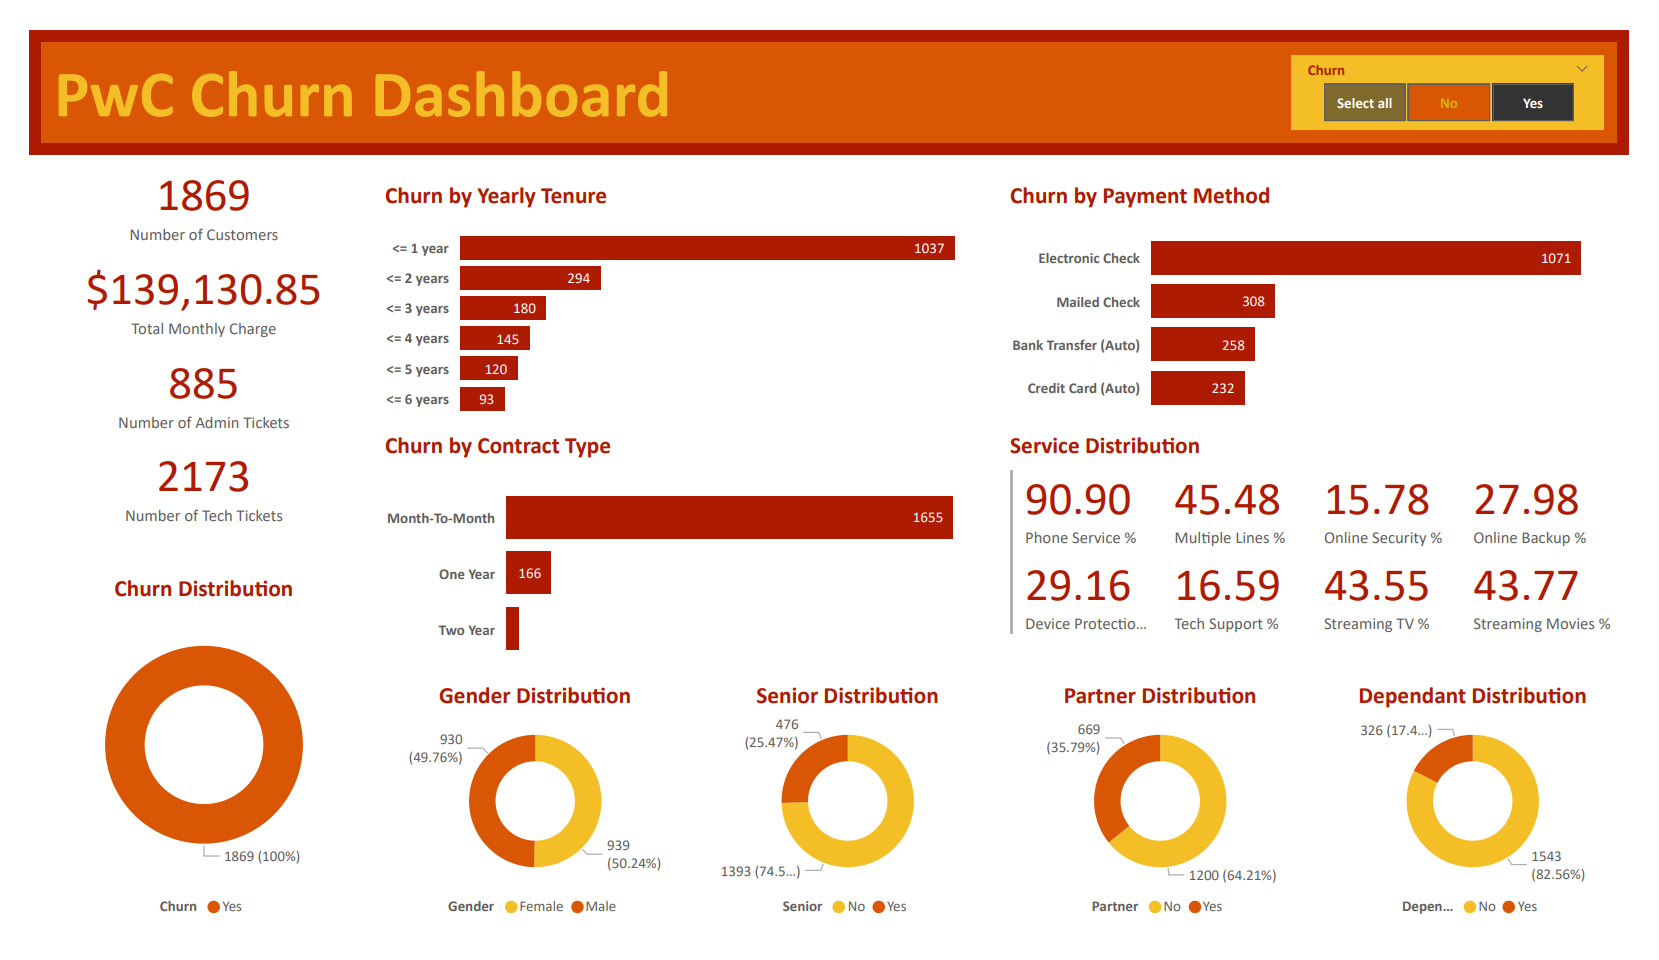 PwC Churn Dashboard
Churn
Select all
No
Yes
1869
Number of Customers
$139,130.85
Total Monthly Charge
885
Number of Admin Tickets
2173
Number of Tech Tickets
Churn Distribution
1869 (100%)
Churn Yes
Churn by Yearly Tenure
<= 1 year 1037
<= 2 years 294
<= 3 years 180
<= 4 years 145
<= 5 years 120
<= 6 years 93
Churn by Contract Type
Month-To-Month 1655
One Year 166
Two Year
Churn by Payment Method
Electronic Check 1071
Mailed Check 308
Bank Transfer (Auto) 258
Credit Card (Auto) 232
Service Distribution
90.90 45.48 15.78 27.98
Phone Service % Multiple Lines % Online Security % Online Backup %
29.16 16.59 43.55 43.77
Device Protectio... Tech Support % Streaming TV % Streaming Movies %
Gender Distribution
930
(49.76%)
939
(50.24%)
Gender Female Male
Senior Distribution
476
(25.47%)
1393 (74.5...)
Senior No Yes
Partner Distribution
669
(35.79%)
1200 (64.21%)
Partner No Yes
Dependant Distribution
326 (17.4...)
1543
(82.56%)
Depen... No Yes